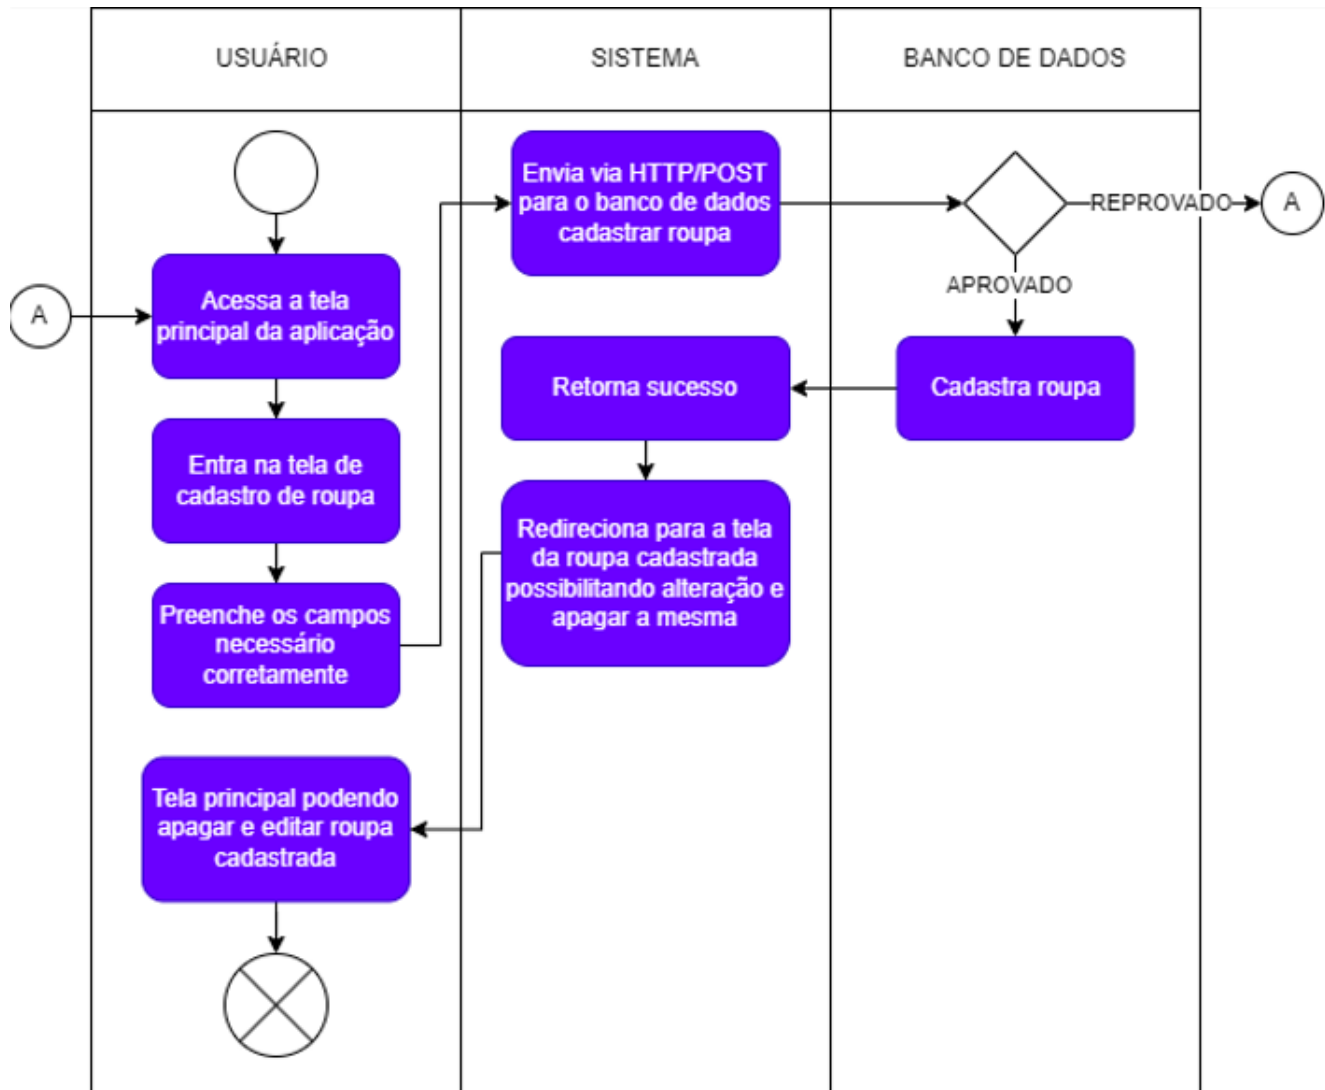 USUÁRIO
SISTEMA
BANCO DE DADOS
A
Acessa a tela
principal da aplicação
Entra na tela de
cadastro de roupa
Preenche os campos
necessário
corretamente
Envia via HTTP/POST
para o banco de dados
cadastrar roupa
REPROVADO
A
APROVADO
Cadastra roupa
Retorna sucesso
Redireciona para a tela
da roupa cadastrada
possibilitando alteração e
apagar a mesma
Tela principal podendo
apagar e editar roupa
cadastrada